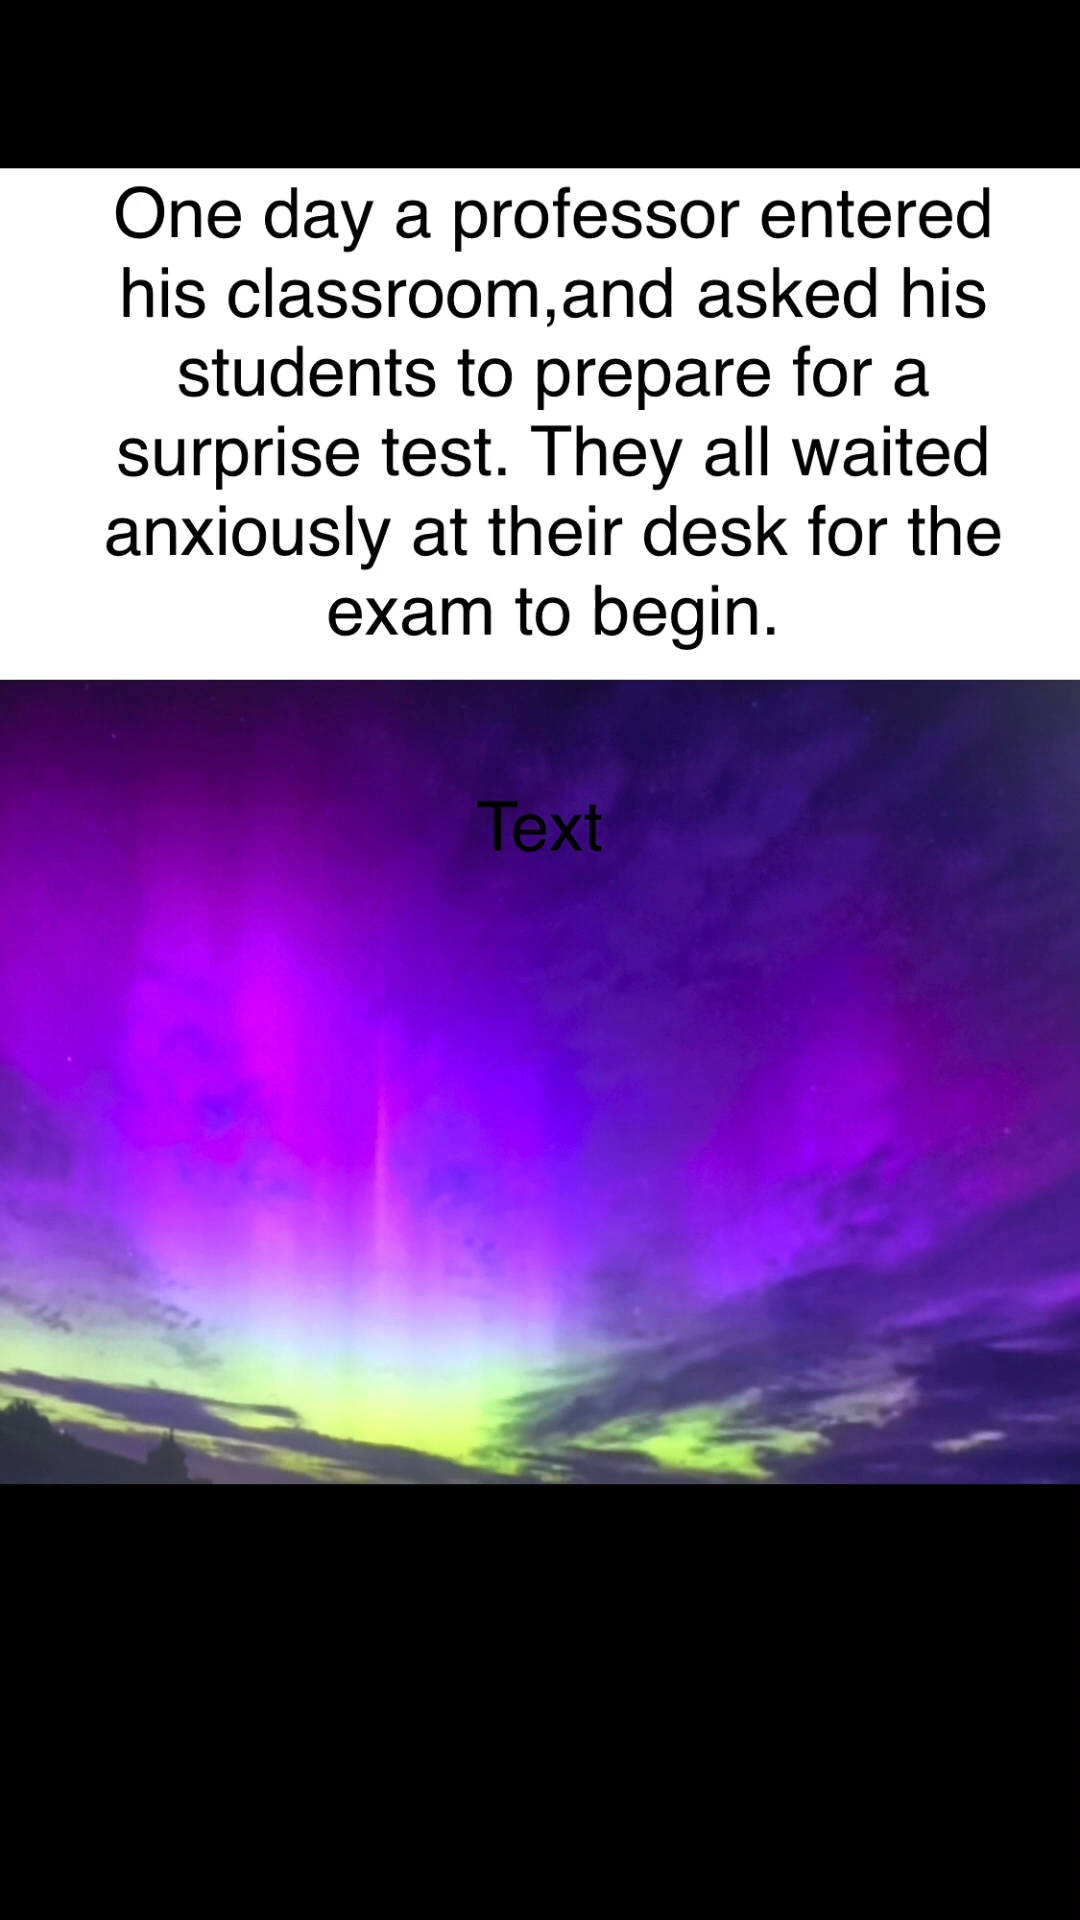 One day a professor entered
his classroom,and asked his
students to prepare for a
surprise test. They all waited
anxiously at their desk for the
exam to begin.
Text